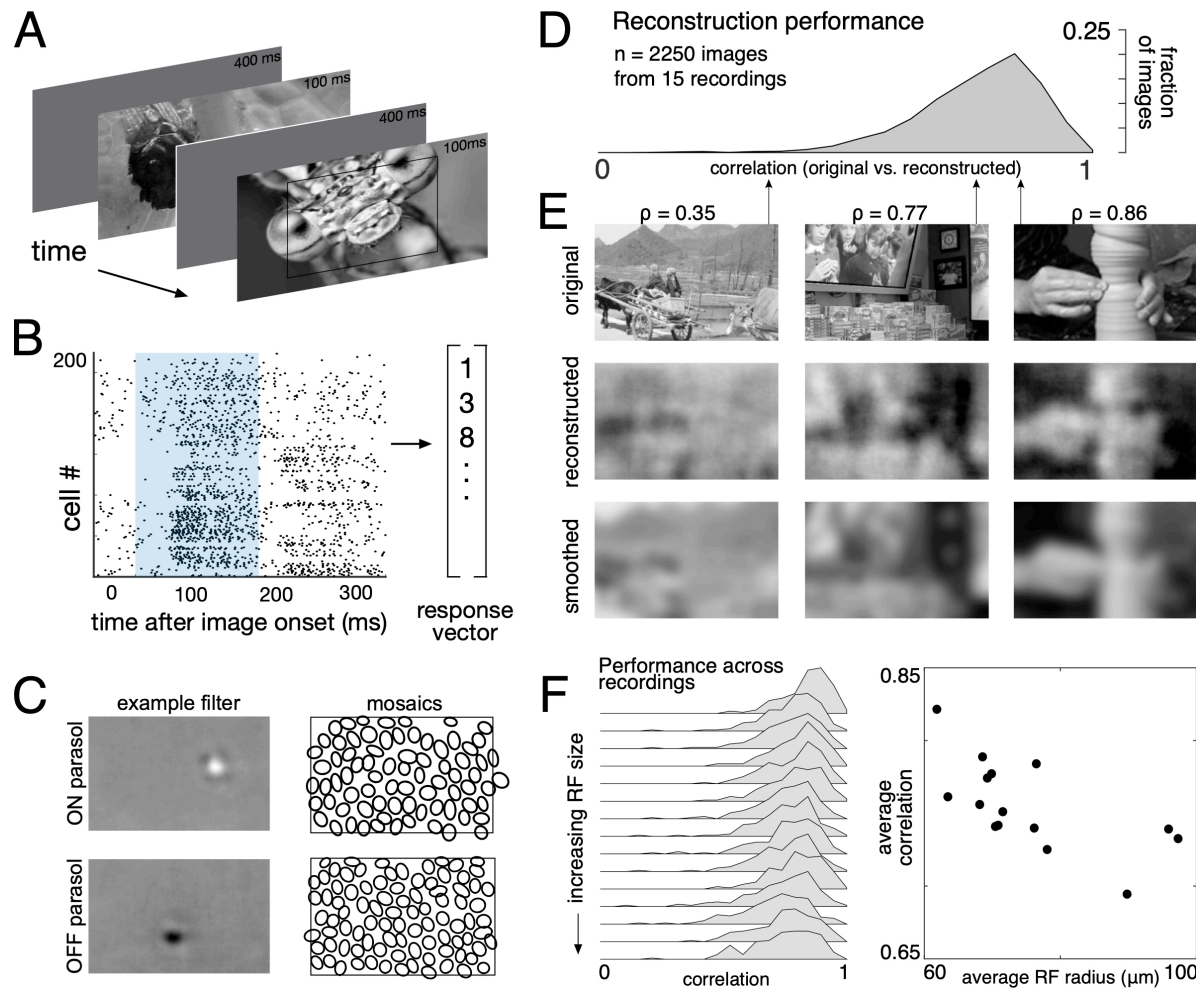 A
400 ms
100 ms
400 ms
100ms
time
B
200
cell #
0 100 200 300
time after image onset (ms)
1
3
8
.
.
.
response
vector
C
example filter
mosaics
ON parasol
OFF parasol
D
Reconstruction performance
n = 2250 images
from 15 recordings
0.25
fraction
of images
0
1
correlation (original vs. reconstructed)
E
ρ = 0.35
ρ = 0.77
ρ = 0.86
original
reconstructed
smoothed
F
Performance across
recordings
increasing RF size
0
1
correlation
0.85
average
correlation
0.65
60
100
average RF radius (μm)